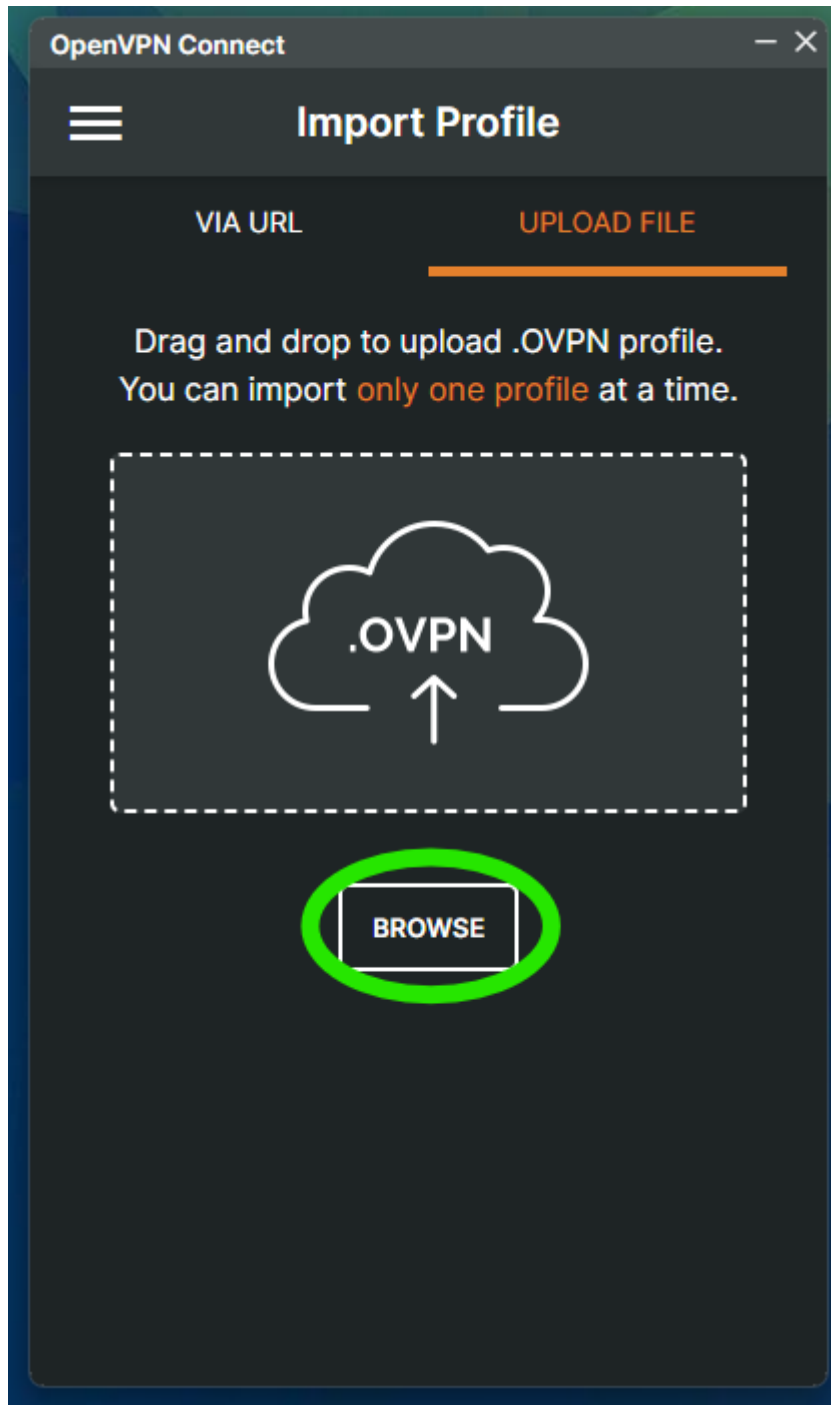 OpenVPN Connect
Import Profile
VIA URL
UPLOAD FILE
Drag and drop to upload .OVPN profile.
You can import only one profile at a time.
.OVPN
BROWSE